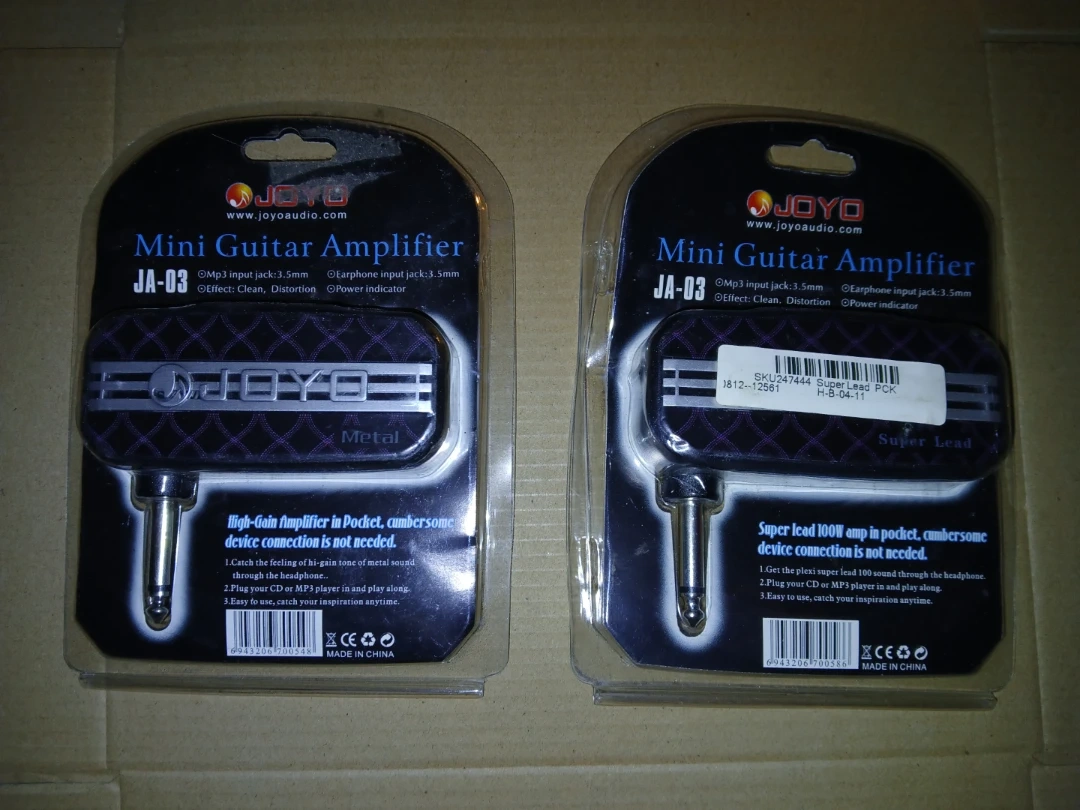 JOYO
www.joyoaudio.com
Mini Guitar Amplifier
JA-03
⊙Mp3 input jack:3.5mm ⊙Earphone input jack:3.5mm
⊙Effect: Clean, Distortion ⊙Power indicator
JOYO
Metal
High-Gain Amplifier in Pocket, cumbersome
device connection is not needed.
1.Catch the feeling of hi-gain tone of metal sound
through the headphone..
2.Plug your CD or MP3 player in and play along.
3.Easy to use, catch your inspiration anytime.
6943206700548
CE
MADE IN CHINA
JOYO
www.joyoaudio.com
Mini Guitar Amplifier
JA-03
⊙Mp3 input jack:3.5mm ⊙Earphone input jack:3.5mm
⊙Effect: Clean, Distortion ⊙Power indicator
SKU247444 SuperLead PCK
0812--12561 H-B-04-11
Super Lead
Super lead 100W amp in pocket, cumbersome
device connection is not needed.
1.Get the plexi super lead 100 sound through the headphone.
2.Plug your CD or MP3 player in and play along.
3.Easy to use, catch your inspiration anytime.
6943206700586
CE
MADE IN CHINA